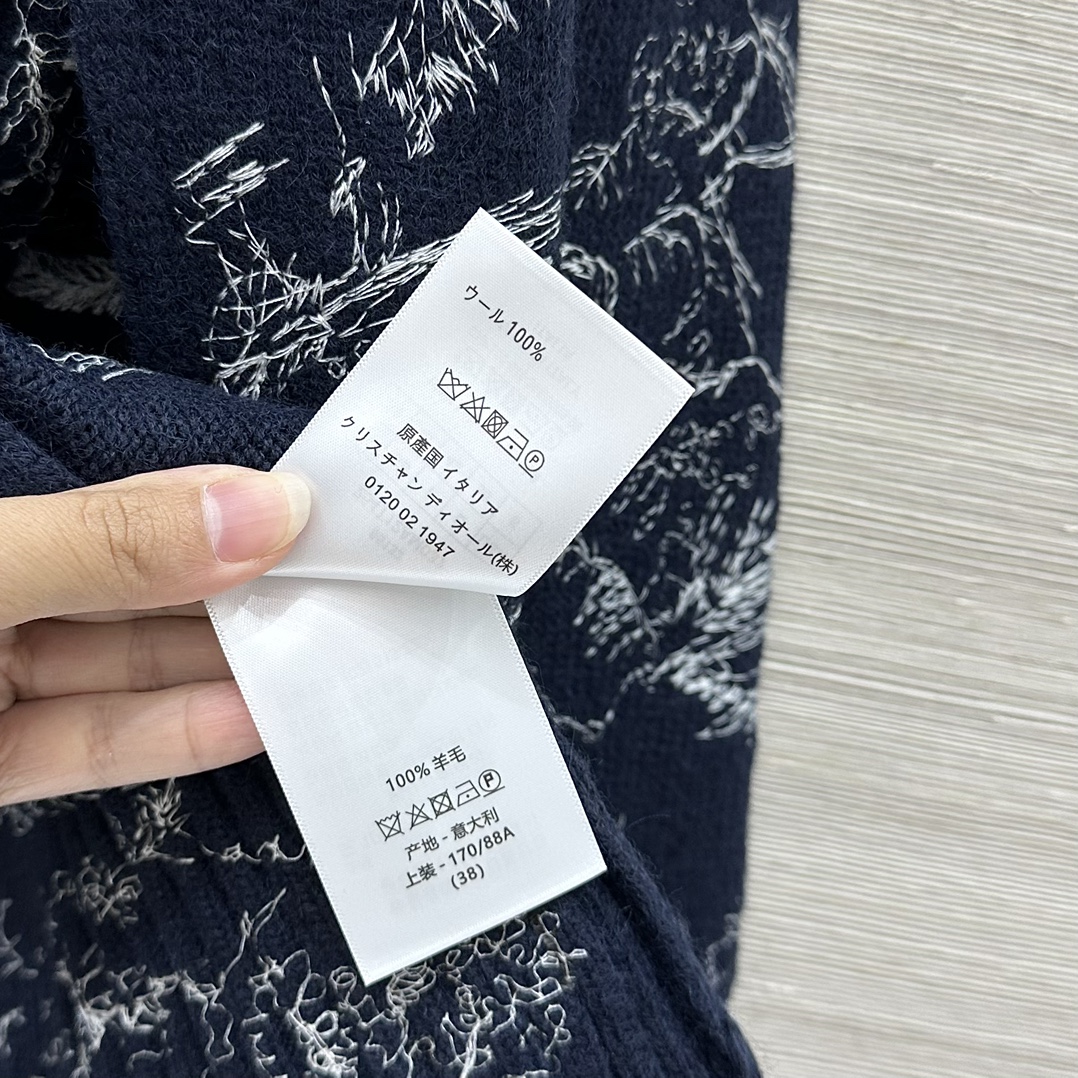 ウール 100%
P
原産国 イタリア
クリスチャン ディオール(株)
0120 02 1947
100% 羊毛
P
产地 - 意大利
上装 - 170/88A
(38)